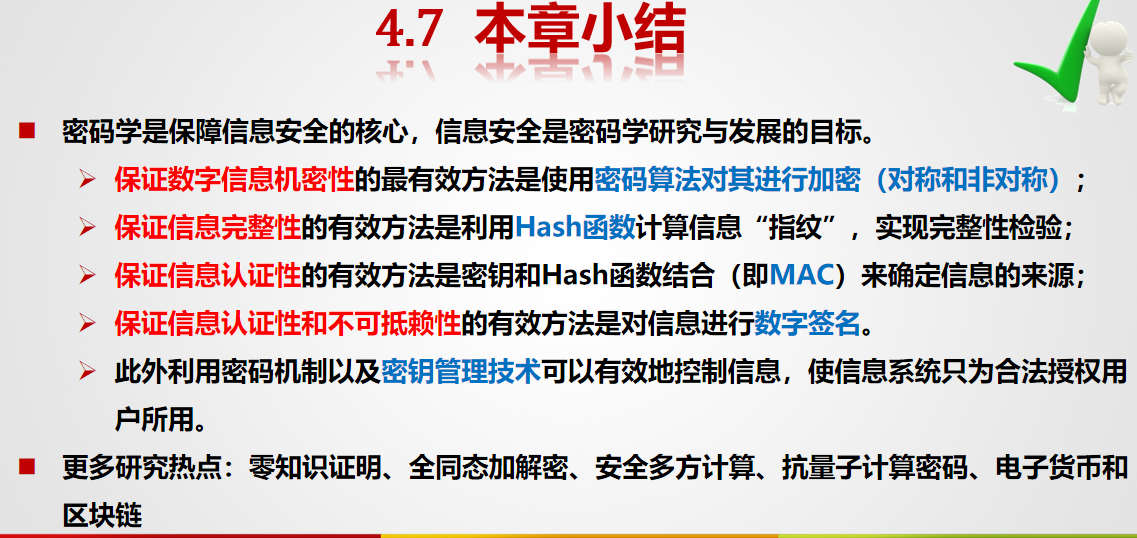 4.7 本章小结
密码学是保障信息安全的核心，信息安全是密码学研究与发展的目标。
保证数字信息机密性的最有效方法是使用密码算法对其进行加密（对称和非对称）；
保证信息完整性的有效方法是利用Hash函数计算信息“指纹”，实现完整性检验；
保证信息认证性的有效方法是密钥和Hash函数结合（即MAC）来确定信息的来源；
保证信息认证性和不可抵赖性的有效方法是对信息进行数字签名。
此外利用密码机制以及密钥管理技术可以有效地控制信息，使信息系统只为合法授权用
户所用。
更多研究热点：零知识证明、全同态加解密、安全多方计算、抗量子计算密码、电子货币和
区块链